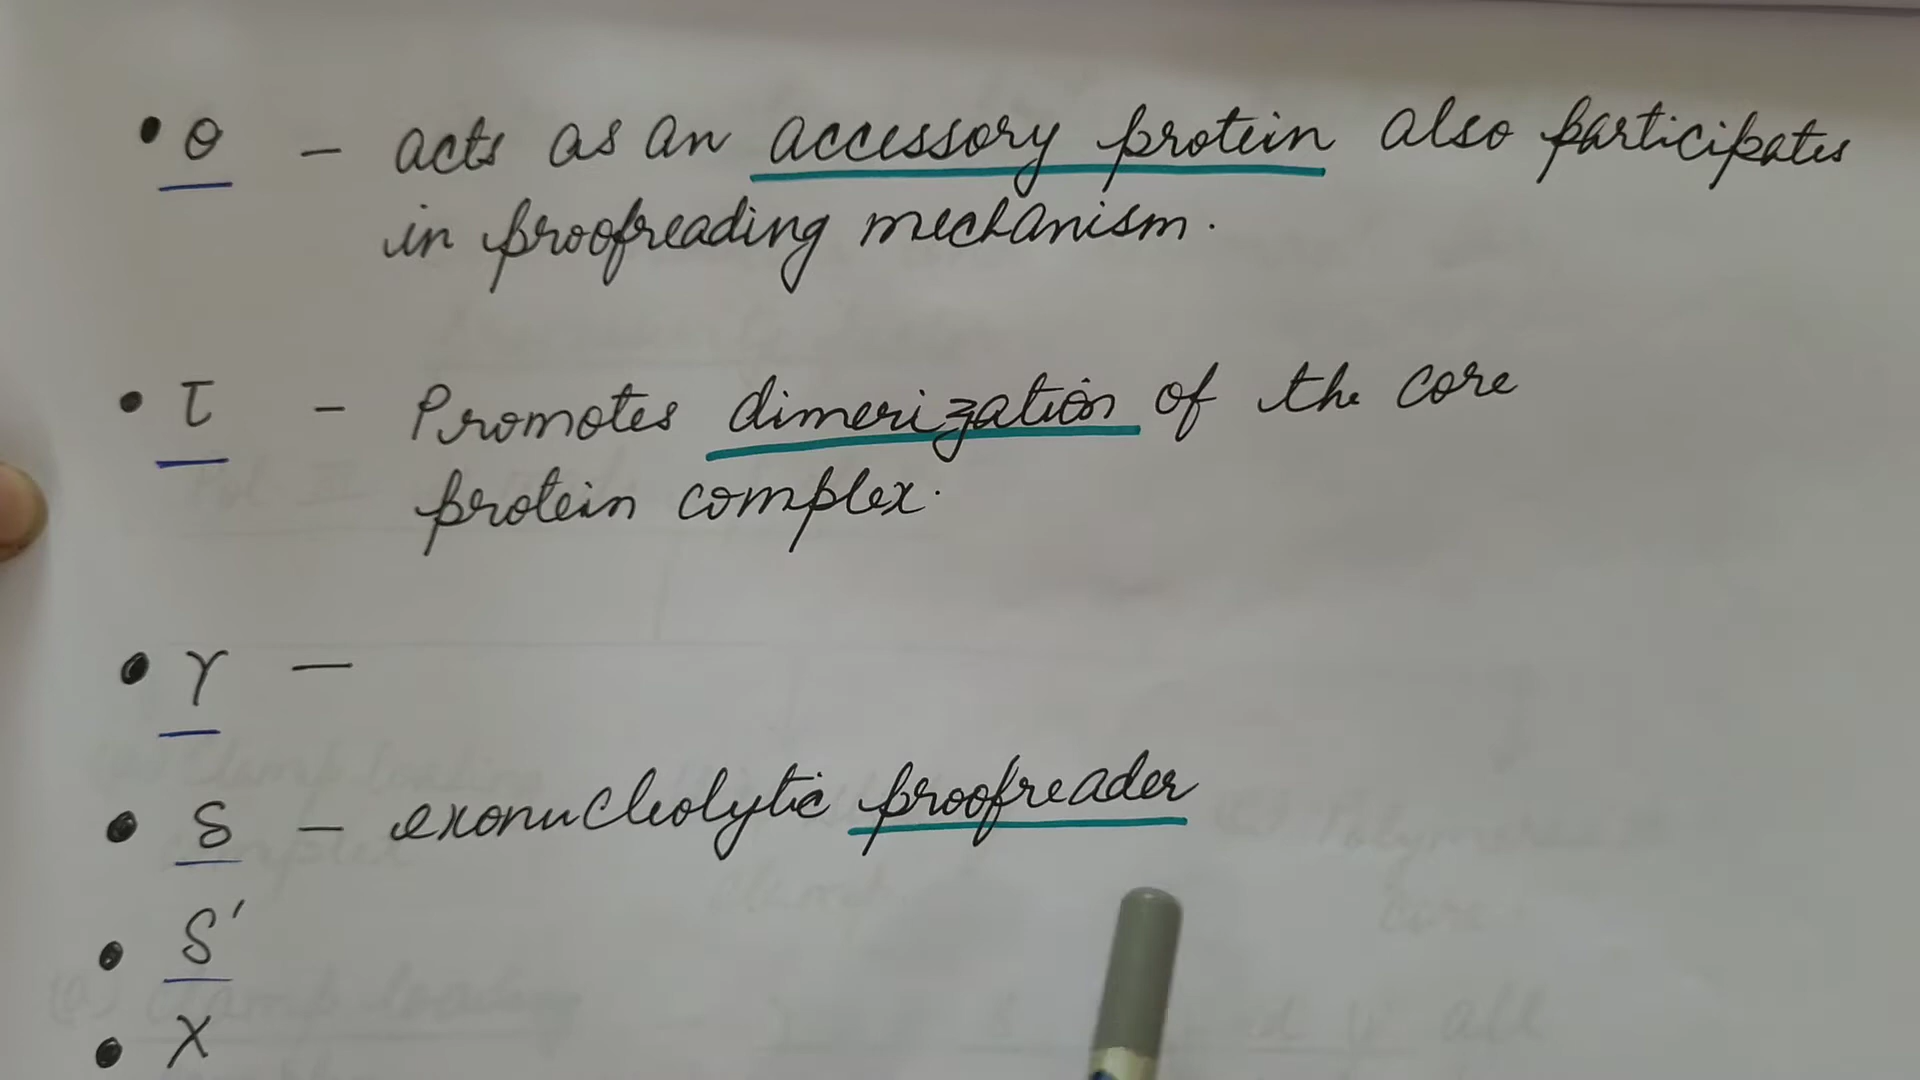 • θ – acts as an accessory protein also participates
in proofreading mechanism.
• τ – Promotes dimerization of the core
protein complex.
• γ –
• δ – exonucleolytic proofreader
• δ'
• χ